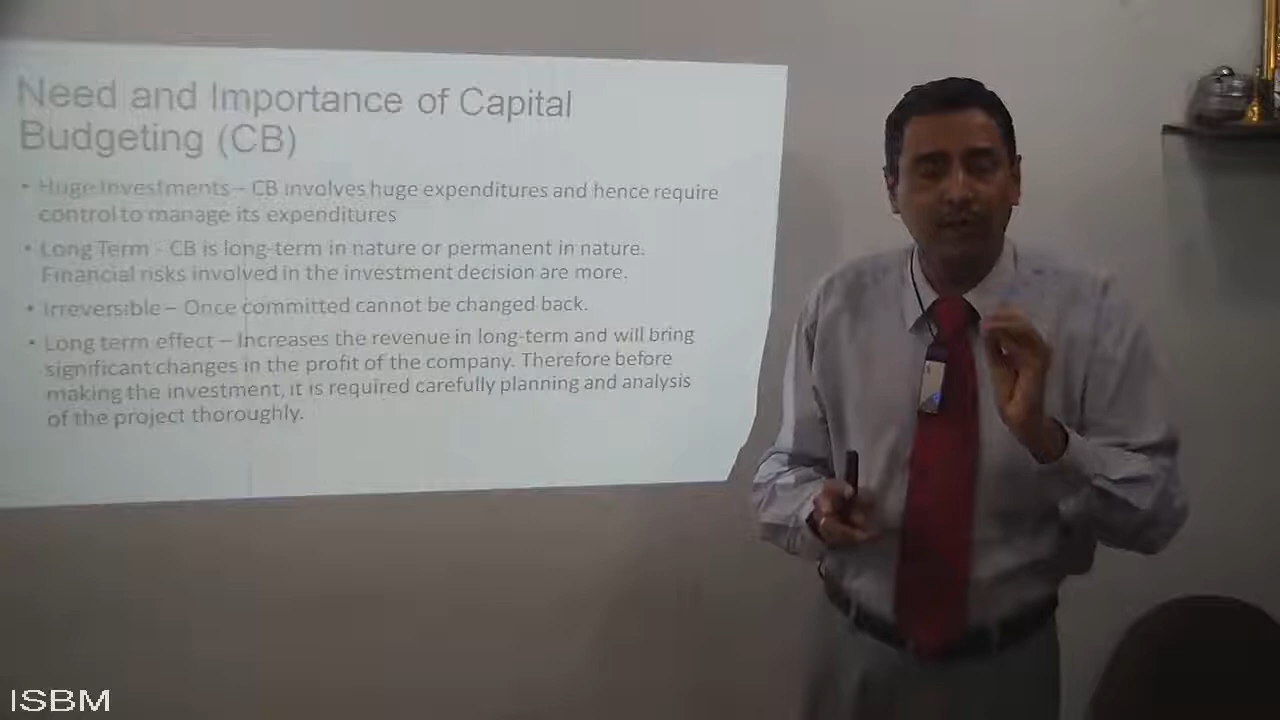 Need and Importance of Capital
Budgeting (CB)
• Huge Investments – CB involves huge expenditures and hence require
control to manage its expenditures
• Long Term - CB is long-term in nature or permanent in nature.
Financial risks involved in the investment decision are more.
• Irreversible – Once committed cannot be changed back.
• Long term effect – Increases the revenue in long-term and will bring
significant changes in the profit of the company. Therefore before
making the investment, it is required carefully planning and analysis
of the project thoroughly.
ISBM